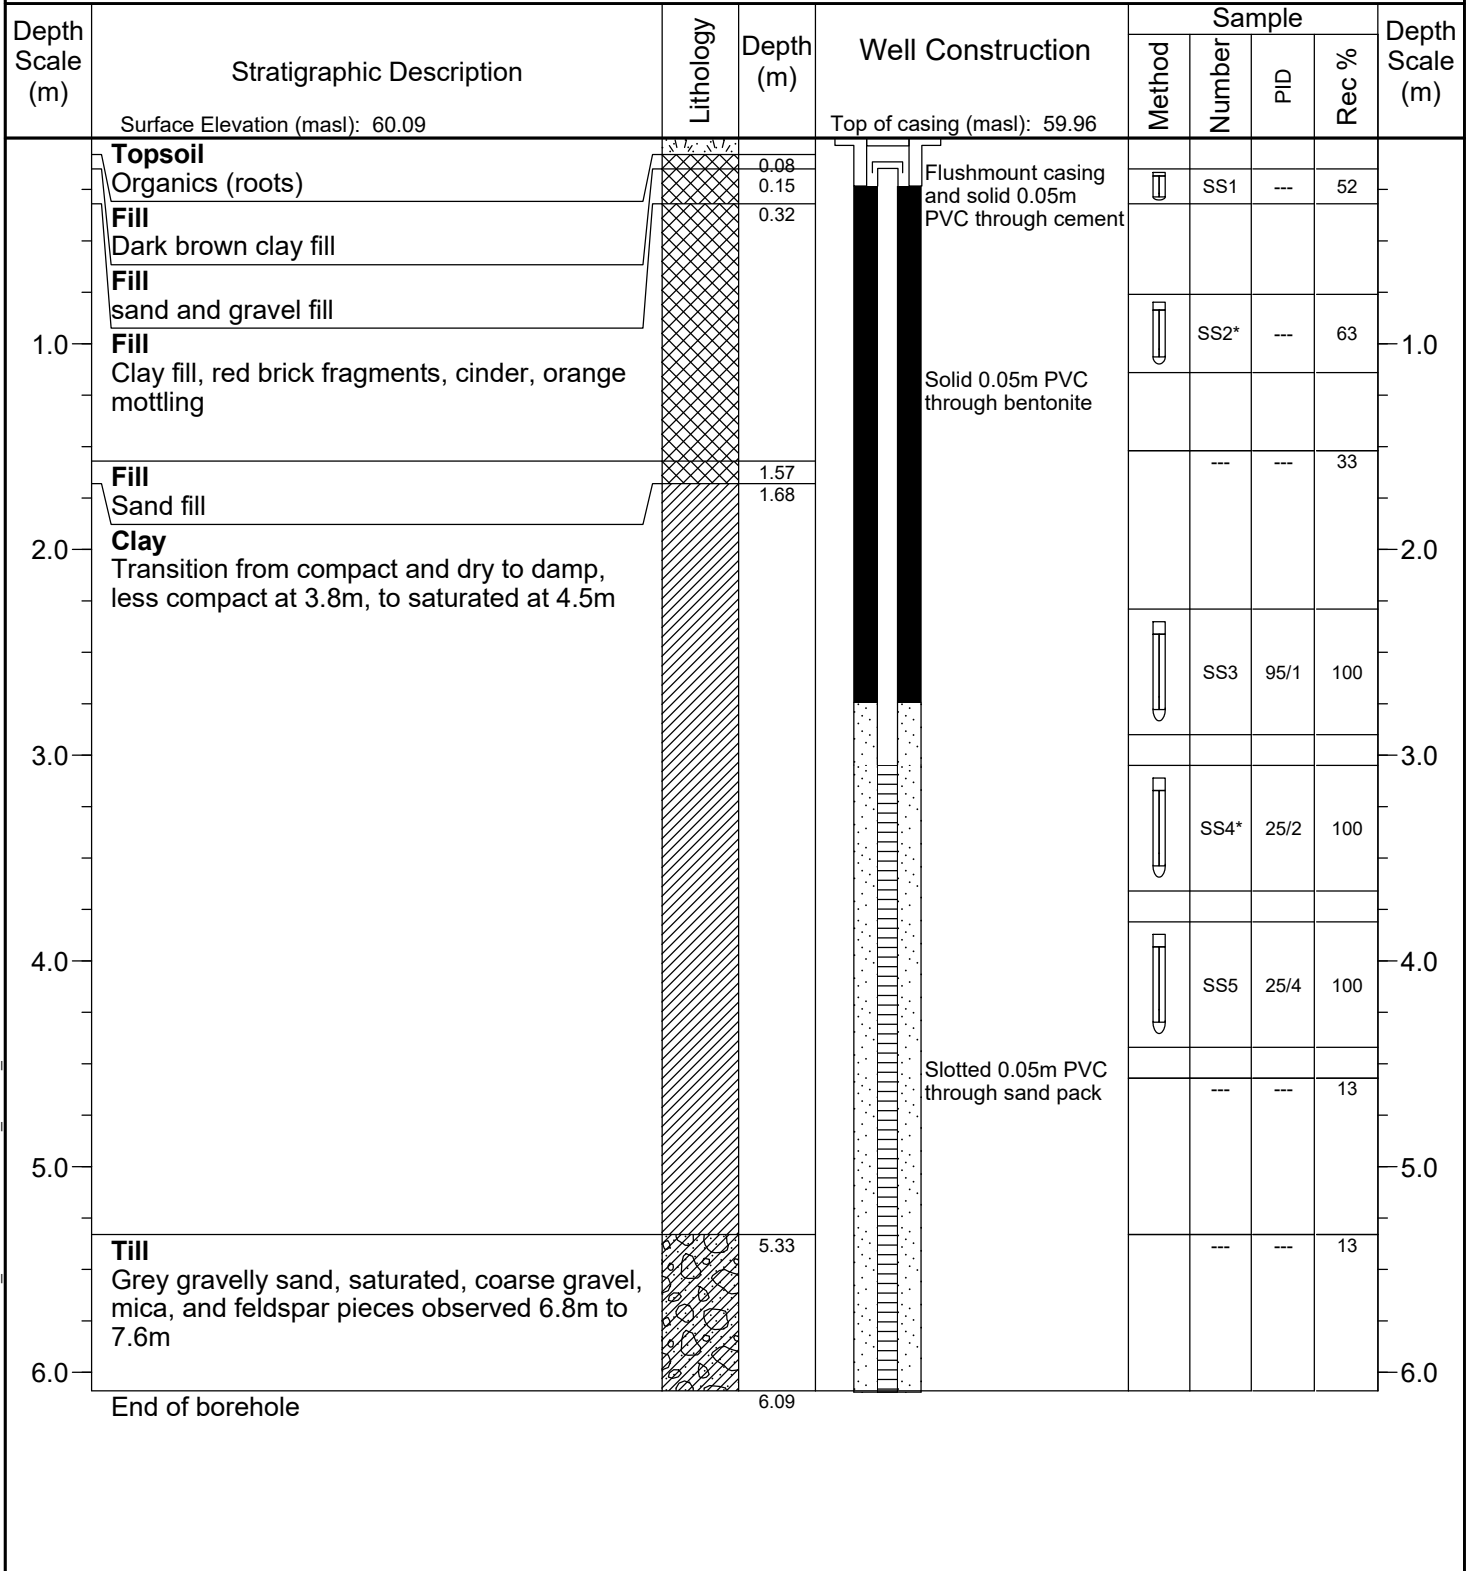 Depth
Scale
(m)
Stratigraphic Description
Surface Elevation (masl): 60.09
Lithology
Depth
(m)
Well Construction
Top of casing (masl): 59.96
Sample
Method
Number
PID
Rec %
Depth
Scale
(m)
Topsoil
Organics (roots)
0.08
Fill
Dark brown clay fill
0.15
Fill
sand and gravel fill
0.32
Fill
Clay fill, red brick fragments, cinder, orange
mottling
Fill
Sand fill
1.57
1.68
Clay
Transition from compact and dry to damp,
less compact at 3.8m, to saturated at 4.5m
Till
Grey gravelly sand, saturated, coarse gravel,
mica, and feldspar pieces observed 6.8m to
7.6m
5.33
End of borehole
6.09
1.0
2.0
3.0
4.0
5.0
6.0
Flushmount casing
and solid 0.05m
PVC through cement
Solid 0.05m PVC
through bentonite
Slotted 0.05m PVC
through sand pack
SS1 --- 52
SS2* --- 63
--- --- 33
SS3 95/1 100
SS4* 25/2 100
SS5 25/4 100
--- --- 13
--- --- 13
1.0
2.0
3.0
4.0
5.0
6.0